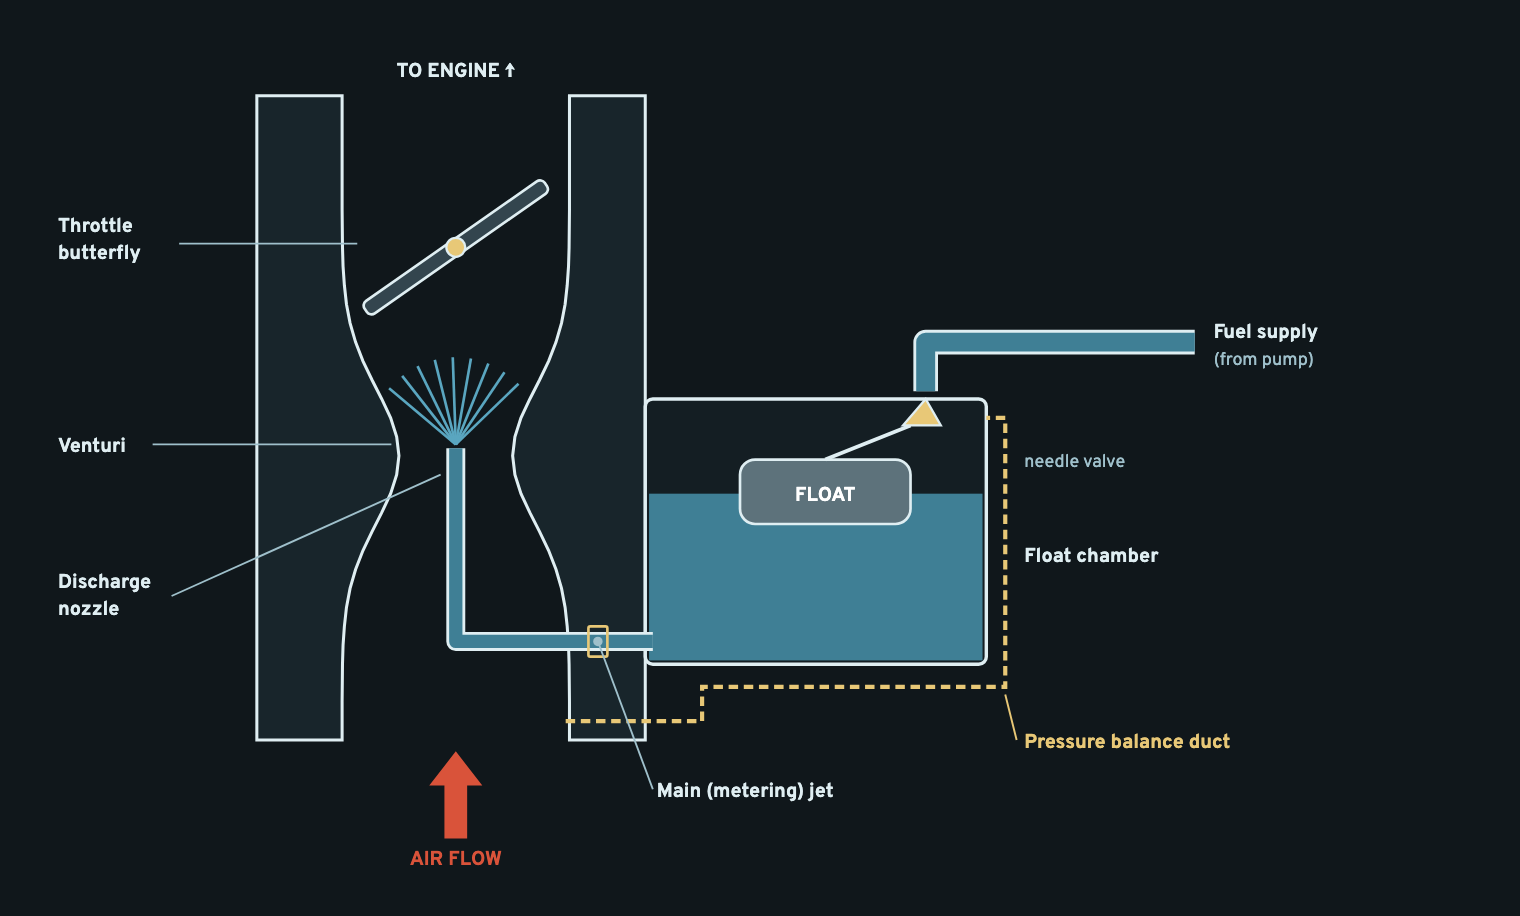 TO ENGINE ↑
Throttle
butterfly
Fuel supply
(from pump)
Venturi
needle valve
FLOAT
Float chamber
Discharge
nozzle
Pressure balance duct
Main (metering) jet
AIR FLOW